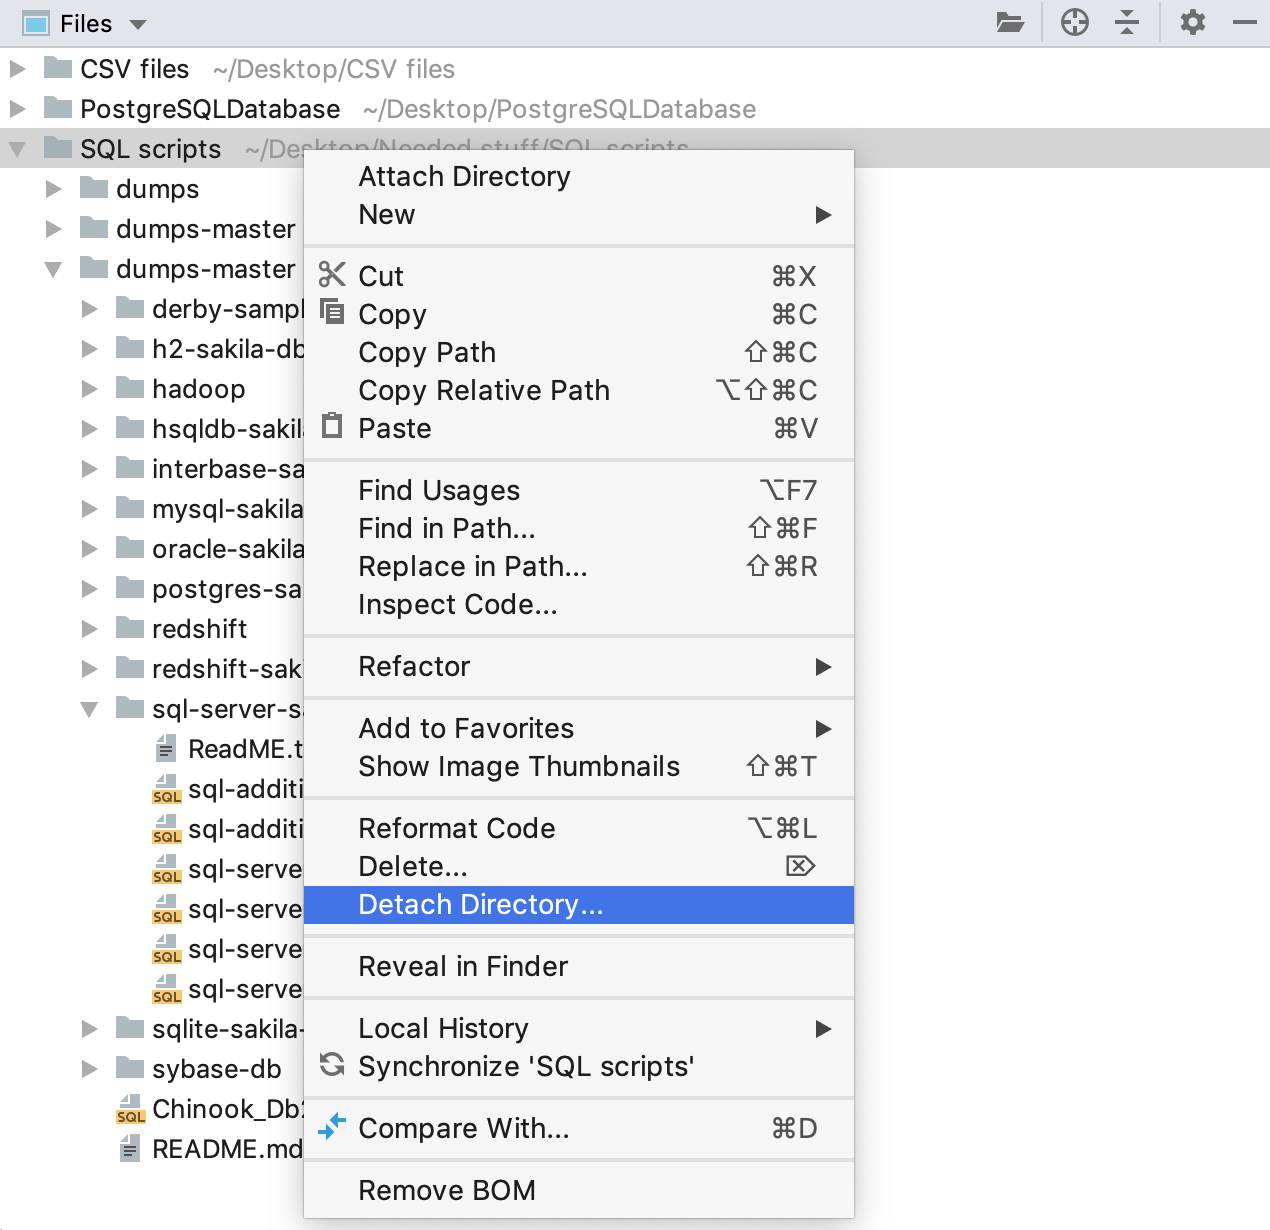 Files
CSV files ~/Desktop/CSV files
PostgreSQLDatabase ~/Desktop/PostgreSQLDatabase
SQL scripts ~/Desktop/Needed stuff/SQL scripts
dumps
dumps-master
dumps-master
derby-sampl
h2-sakila-db
hadoop
hsqldb-sakila
interbase-sa
mysql-sakila
oracle-sakila
postgres-sa
redshift
redshift-saki
sql-server-sa
ReadME.t
SQL sql-additi
SQL sql-additi
SQL sql-serve
SQL sql-serve
SQL sql-serve
SQL sql-serve
sqlite-sakila-
sybase-db
SQL Chinook_Db2
README.md
Attach Directory
New
Cut ⌘X
Copy ⌘C
Copy Path ⇧⌘C
Copy Relative Path ⌥⇧⌘C
Paste ⌘V
Find Usages ⌥F7
Find in Path... ⇧⌘F
Replace in Path... ⇧⌘R
Inspect Code...
Refactor
Add to Favorites
Show Image Thumbnails ⇧⌘T
Reformat Code ⌥⌘L
Delete... ⌦
Detach Directory...
Reveal in Finder
Local History
Synchronize 'SQL scripts'
Compare With... ⌘D
Remove BOM